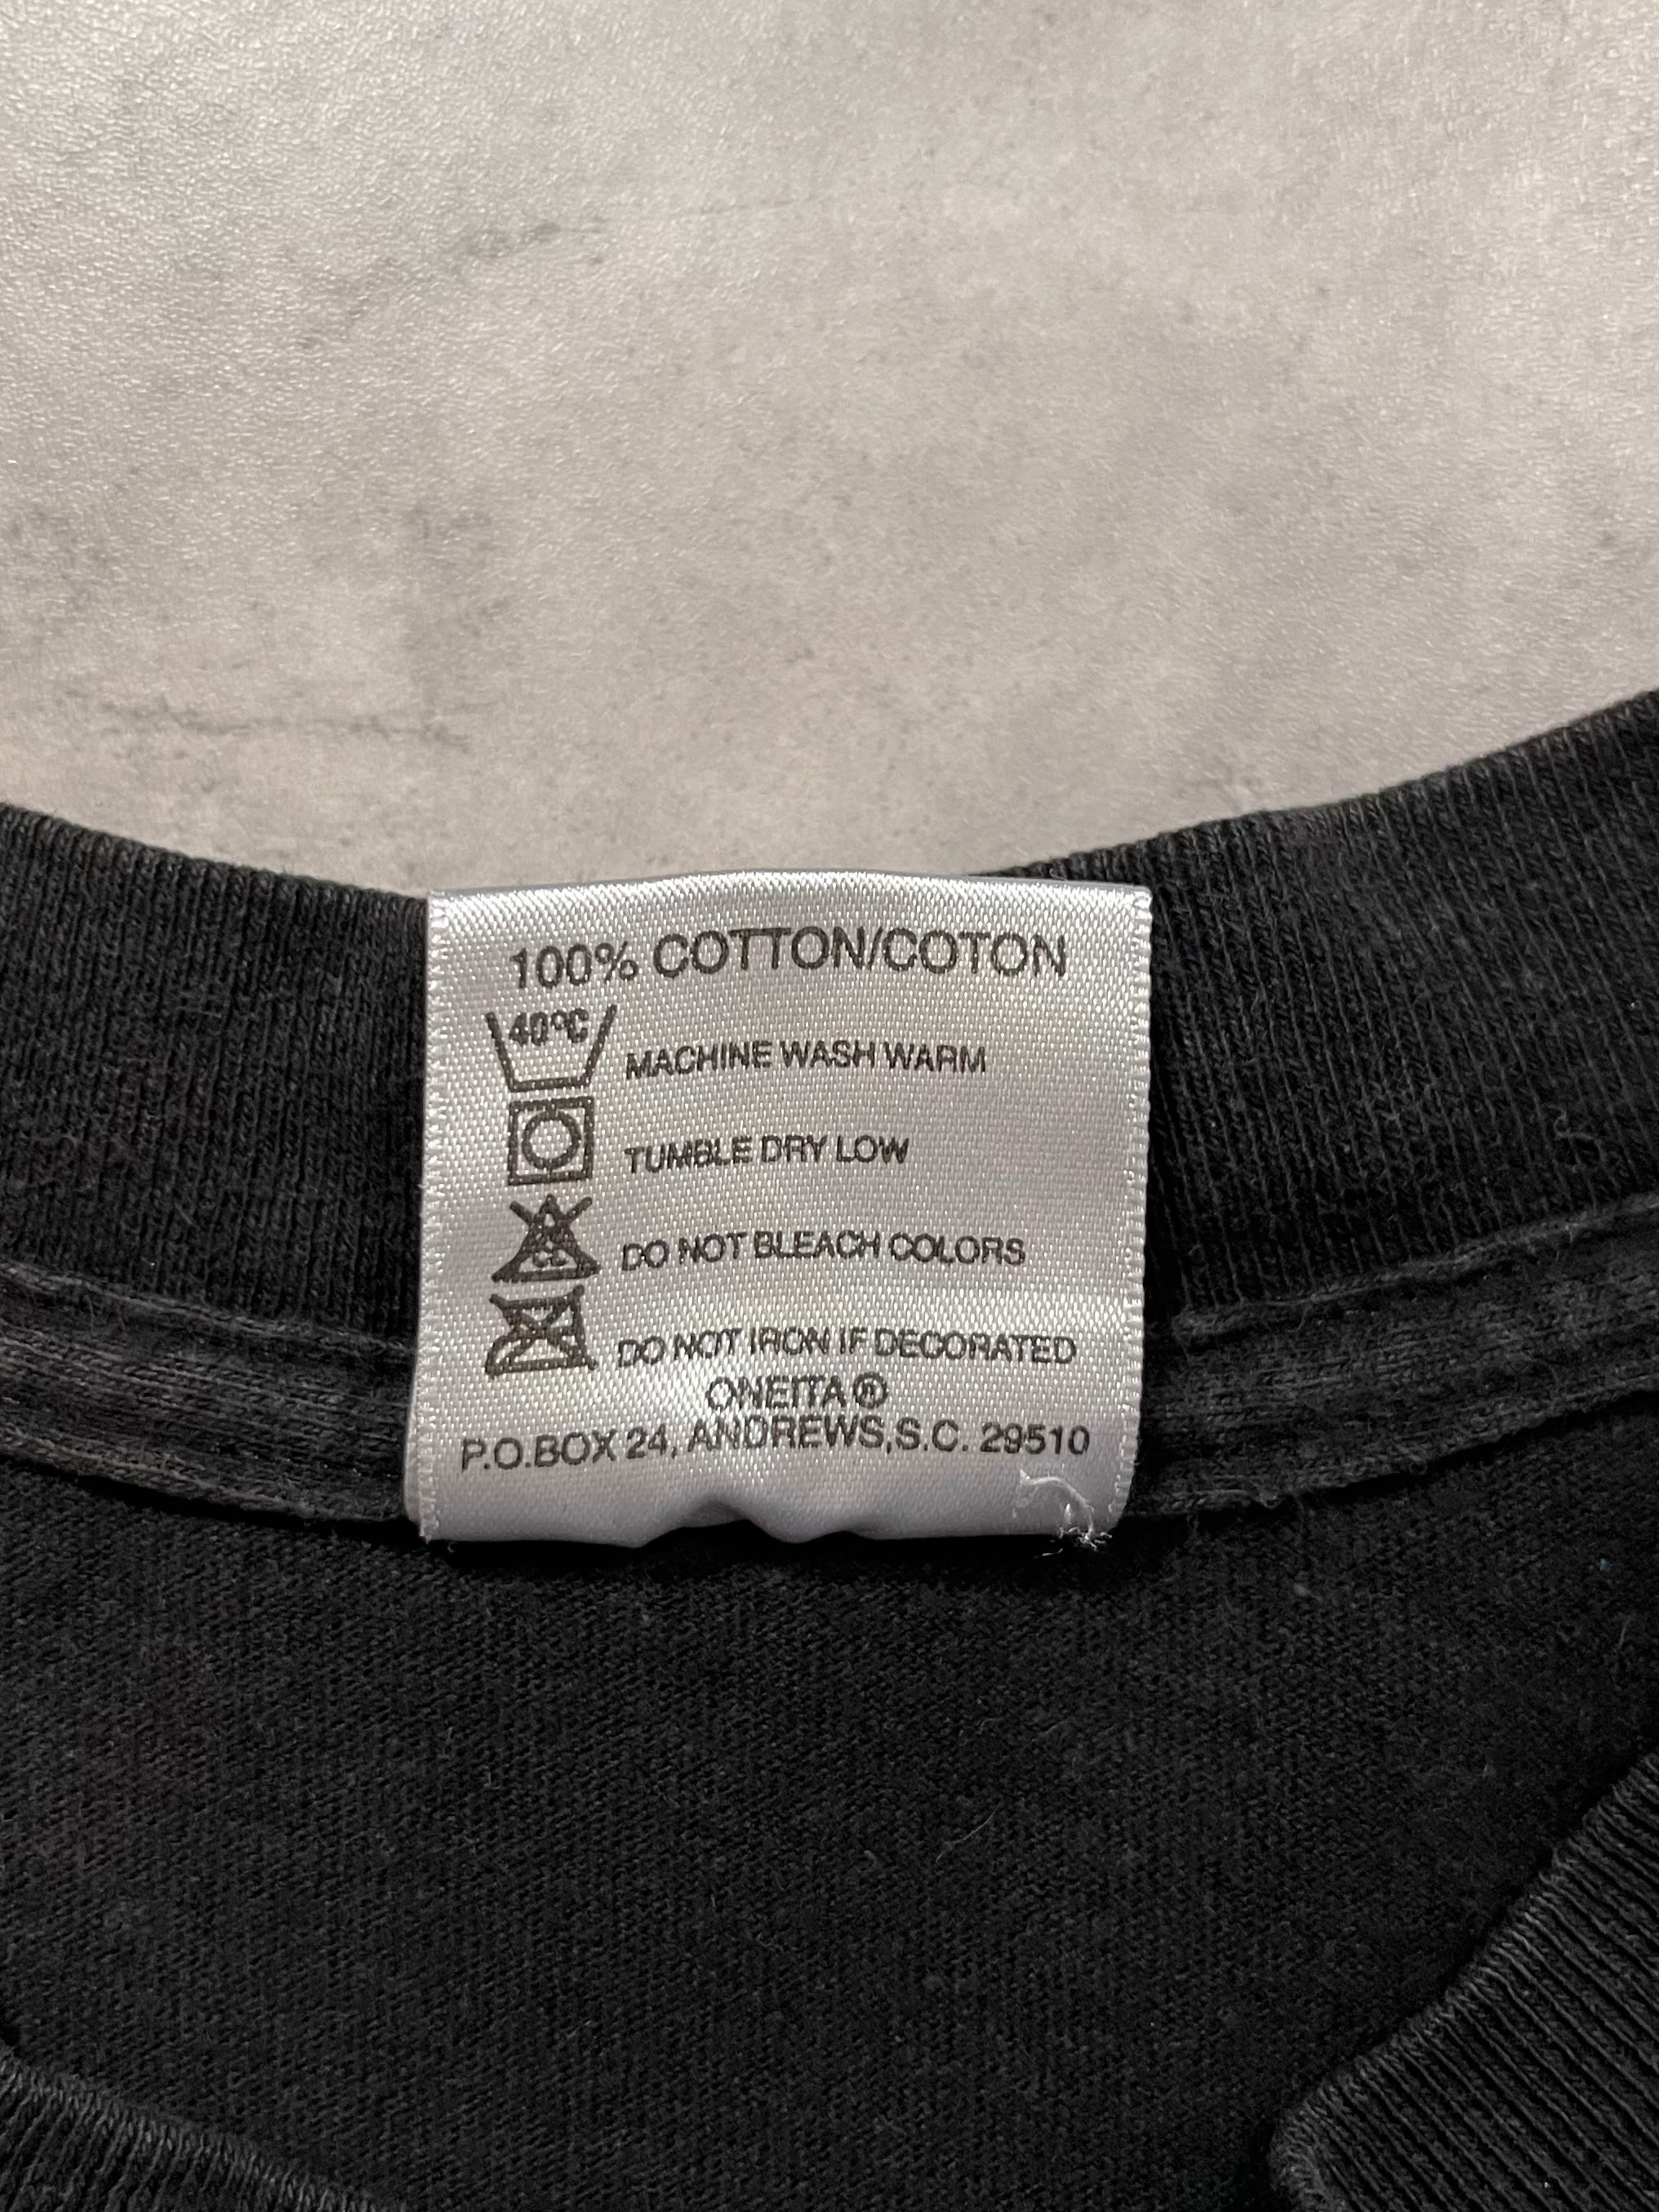 100% COTTON/COTON
40°C
MACHINE WASH WARM
TUMBLE DRY LOW
CL
DO NOT BLEACH COLORS
DO NOT IRON IF DECORATED
ONEITA®
P.O.BOX 24, ANDREWS,S.C. 29510